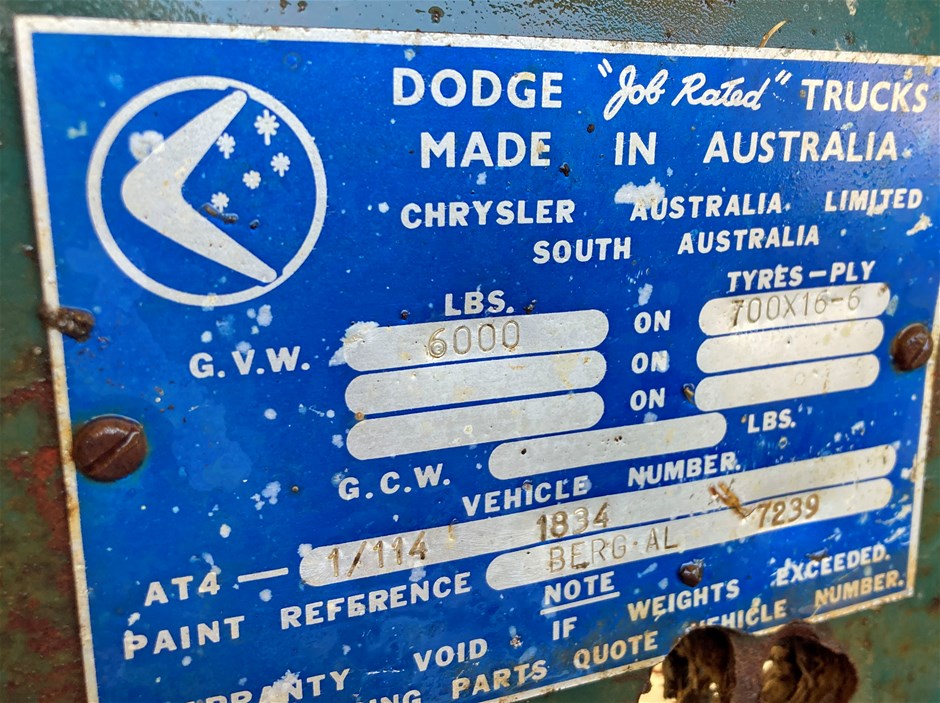 DODGE "Job Rated" TRUCKS
MADE IN AUSTRALIA
CHRYSLER AUSTRALIA LIMITED
SOUTH AUSTRALIA
LBS. TYRES-PLY
G.V.W. 6000 ON 700X16-6
ON
ON
G.C.W. LBS.
VEHICLE NUMBER.
AT4 — 1/114 1834 7239
PAINT REFERENCE BERG·AL
NOTE
WARRANTY VOID IF WEIGHTS EXCEEDED.
PARTS QUOTE VEHICLE NUMBER.